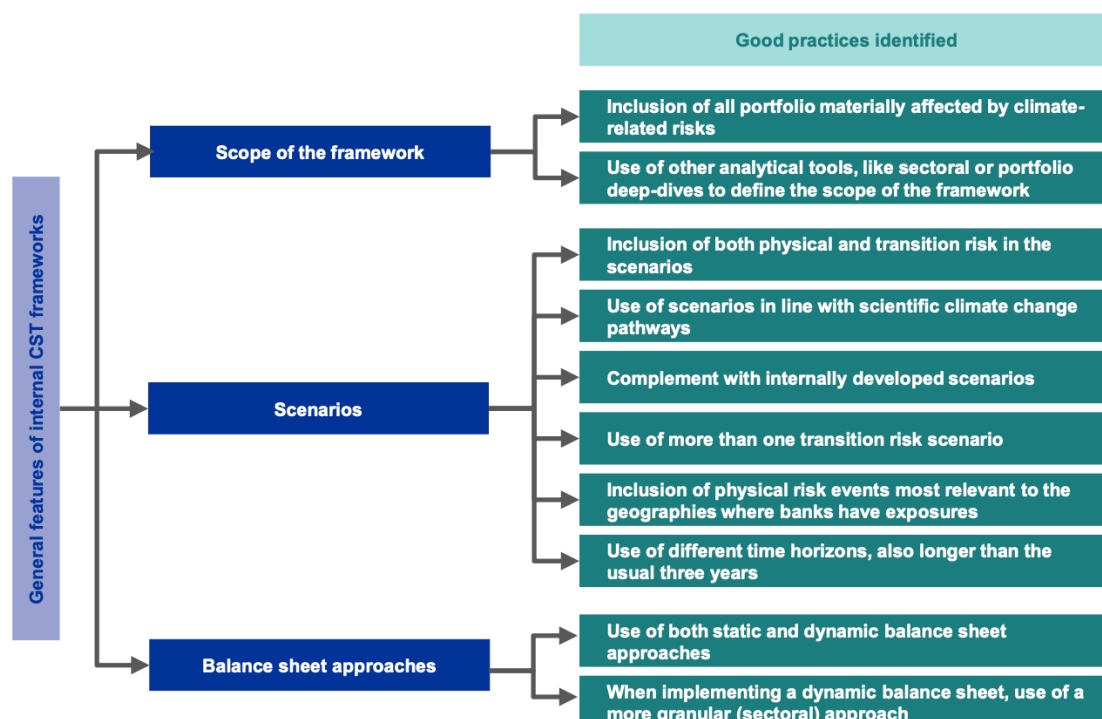 Good practices identified
General features of internal CST frameworks
Scope of the framework
Inclusion of all portfolio materially affected by climate-
related risks
Use of other analytical tools, like sectoral or portfolio
deep-dives to define the scope of the framework
Scenarios
Inclusion of both physical and transition risk in the
scenarios
Use of scenarios in line with scientific climate change
pathways
Complement with internally developed scenarios
Use of more than one transition risk scenario
Inclusion of physical risk events most relevant to the
geographies where banks have exposures
Use of different time horizons, also longer than the
usual three years
Balance sheet approaches
Use of both static and dynamic balance sheet
approaches
When implementing a dynamic balance sheet, use of a
more granular (sectoral) approach